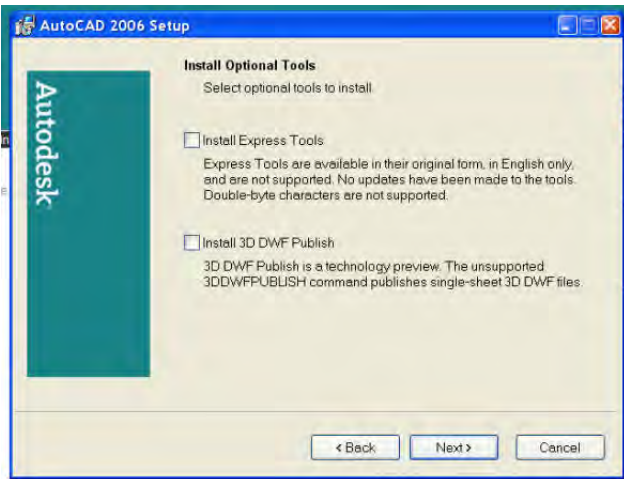 AutoCAD 2006 Setup
Autodesk
Install Optional Tools
Select optional tools to install.
Install Express Tools
Express Tools are available in their original form, in English only,
and are not supported. No updates have been made to the tools.
Double-byte characters are not supported.
Install 3D DWF Publish
3D DWF Publish is a technology preview. The unsupported
3DDWFPUBLISH command publishes single-sheet 3D DWF files.
< Back
Next >
Cancel